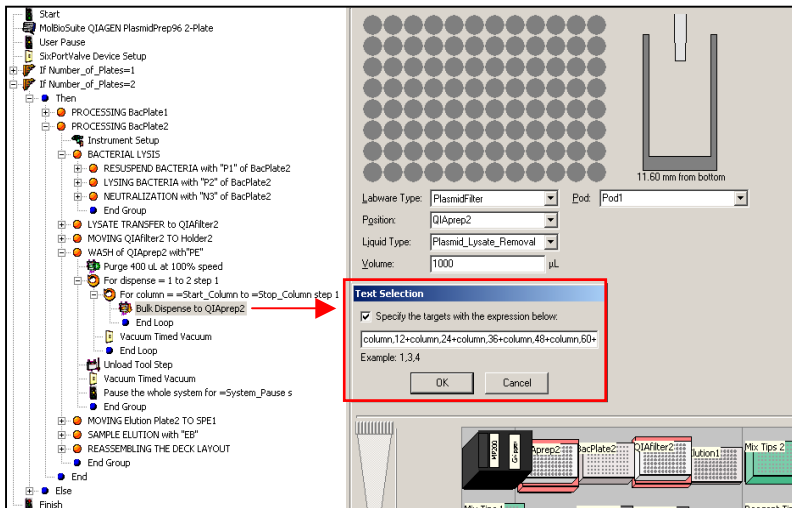 Start
MolBioSuite QIAGEN PlasmidPrep96 2-Plate
User Pause
SixPortValve Device Setup
If Number_of_Plates=1
If Number_of_Plates=2
Then
PROCESSING BacPlate1
PROCESSING BacPlate2
Instrument Setup
BACTERIAL LYSIS
RESUSPEND BACTERIA with "P1" of BacPlate2
LYSING BACTERIA with "P2" of BacPlate2
NEUTRALIZATION with "N3" of BacPlate2
End Group
LYSATE TRANSFER to QIAfilter2
MOVING QIAfilter2 TO Holder2
WASH of QIAprep2 with"PE"
Purge 400 uL at 100% speed
For dispense = 1 to 2 step 1
For column = =Start_Column to =Stop_Column step 1
Bulk Dispense to QIAprep2
End Loop
Vacuum Timed Vacuum
End Loop
Unload Tool Step
Vacuum Timed Vacuum
Pause the whole system for =System_Pause s
End Group
MOVING Elution Plate2 TO SPE1
SAMPLE ELUTION with "EB"
REASSEMBLING THE DECK LAYOUT
End Group
End
Else
Finish
11.60 mm from bottom
Labware Type: PlasmidFilter
Pod: Pod1
Position: QIAprep2
Liquid Type: Plasmid_Lysate_Removal
Volume: 1000 µL
Text Selection
Specify the targets with the expression below:
column,12+column,24+column,36+column,48+column,60+
Example: 1,3,4
OK Cancel
MP200 Gripper Aprep2 BacPlate2 QIAfilter2 lution1 Mix Tips 2